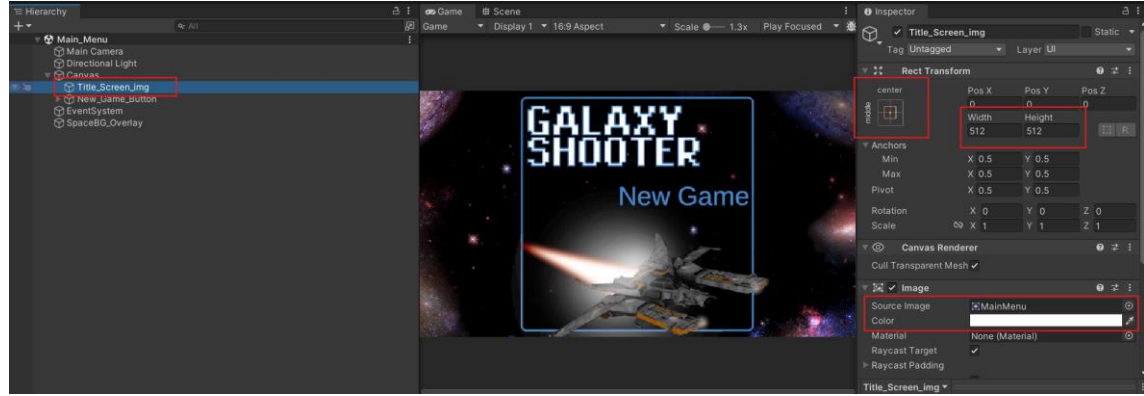 Hierarchy
All
Main_Menu
Main Camera
Directional Light
Canvas
Title_Screen_img
New_Game_Button
EventSystem
SpaceBG_Overlay
Game
Scene
Game
Display 1
16:9 Aspect
Scale
1.3x
Play Focused
GALAXY
SHOOTER
New Game
Inspector
Title_Screen_img
Static
Tag Untagged
Layer UI
Rect Transform
center
middle
Pos X Pos Y Pos Z
0 0 0
Width Height
512 512
R
Anchors
Min X 0.5 Y 0.5
Max X 0.5 Y 0.5
Pivot X 0.5 Y 0.5
Rotation X 0 Y 0 Z 0
Scale X 1 Y 1 Z 1
Canvas Renderer
Cull Transparent Mesh
Image
Source Image MainMenu
Color
Material None (Material)
Raycast Target
Raycast Padding
Title_Screen_img